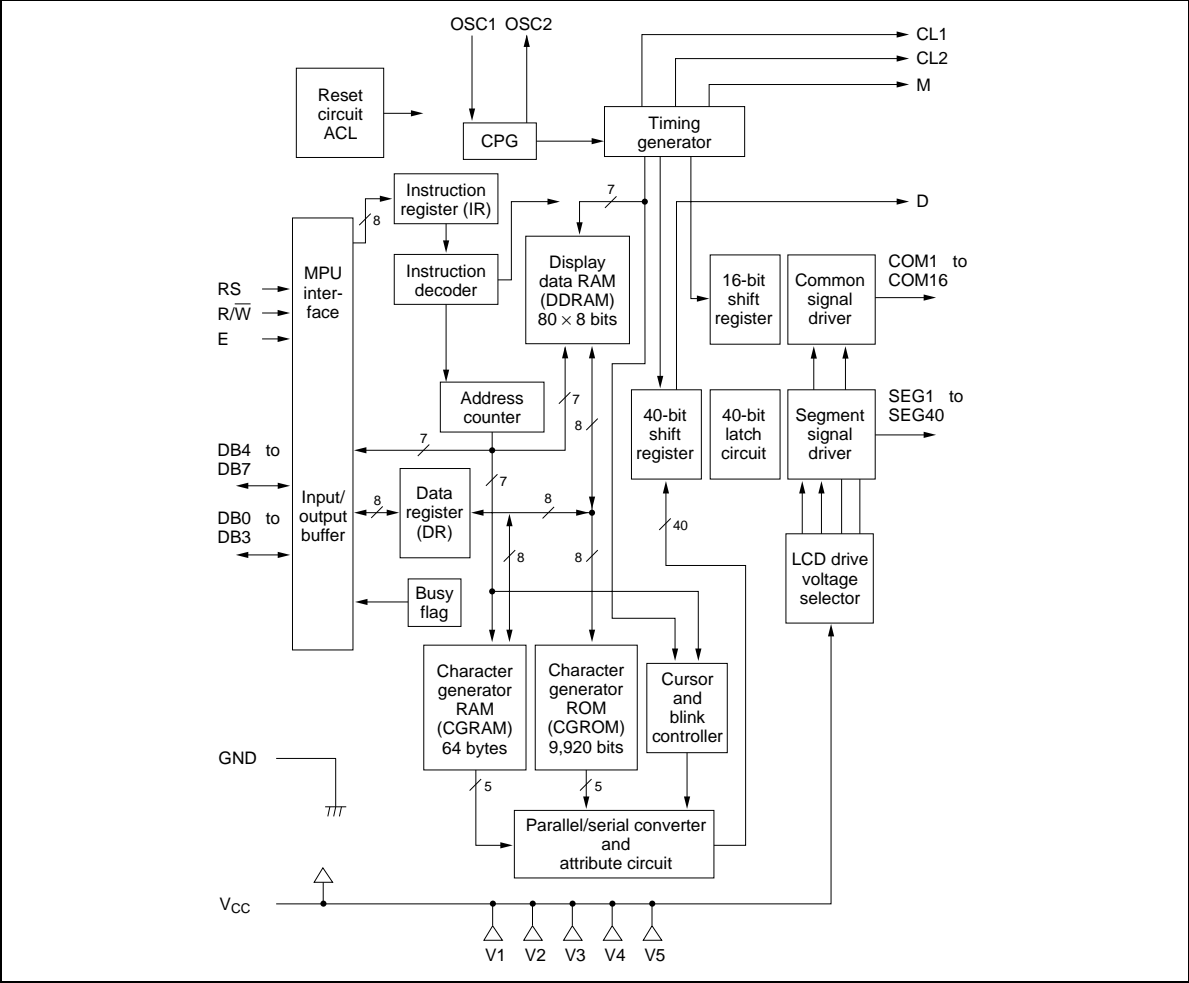 OSC1 OSC2
CL1
CL2
M
Reset
circuit
ACL
CPG
Timing
generator
Instruction
register (IR)
8
7
D
MPU
inter-
face
Instruction
decoder
Display
data RAM
(DDRAM)
80 × 8 bits
16-bit
shift
register
Common
signal
driver
COM1 to
COM16
RS
R/W̅
E
Address
counter
7
8
40-bit
shift
register
40-bit
latch
circuit
Segment
signal
driver
SEG1 to
SEG40
DB4 to
DB7
7
7
Input/
output
buffer
8
Data
register
(DR)
8
8
8
40
DB0 to
DB3
LCD drive
voltage
selector
Busy
flag
Character
generator
RAM
(CGRAM)
64 bytes
Character
generator
ROM
(CGROM)
9,920 bits
Cursor
and
blink
controller
GND
5
5
Parallel/serial converter
and
attribute circuit
VCC
V1 V2 V3 V4 V5